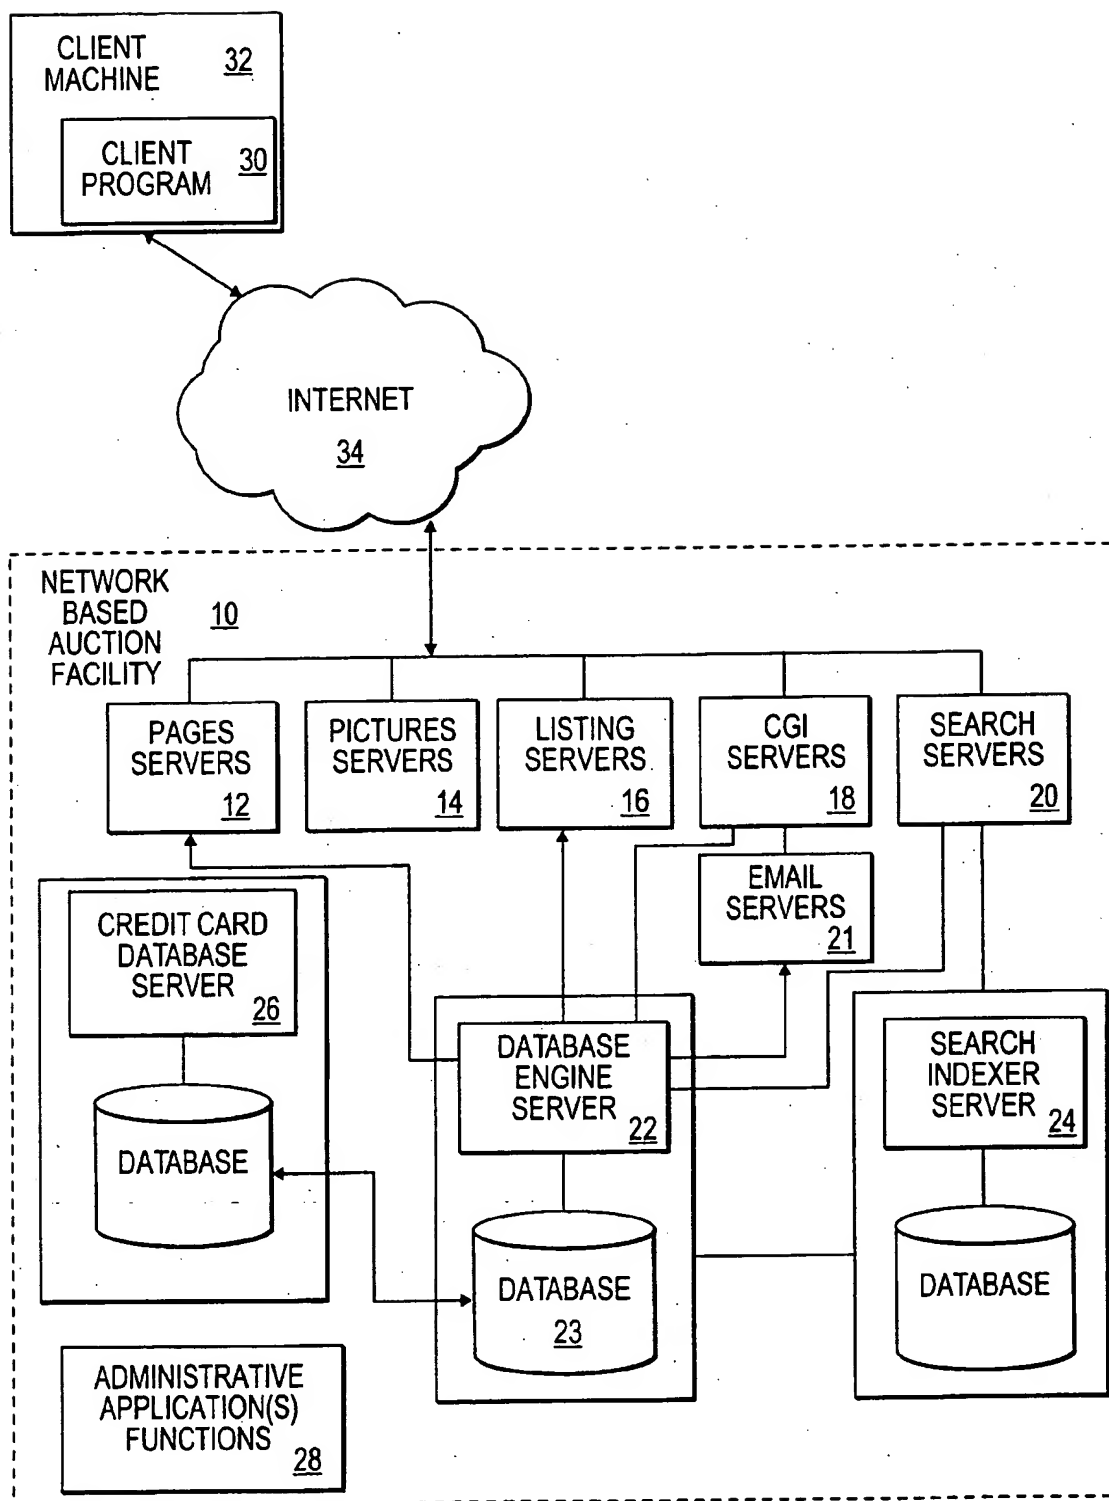 CLIENT
MACHINE
32
CLIENT
PROGRAM
30
INTERNET
34
NETWORK
BASED
AUCTION
FACILITY
10
PAGES
SERVERS
12
PICTURES
SERVERS
14
LISTING
SERVERS
16
CGI
SERVERS
18
SEARCH
SERVERS
20
EMAIL
SERVERS
21
CREDIT CARD
DATABASE
SERVER
26
DATABASE
DATABASE
ENGINE
SERVER
22
DATABASE
23
SEARCH
INDEXER
SERVER
24
DATABASE
ADMINISTRATIVE
APPLICATION(S)
FUNCTIONS
28